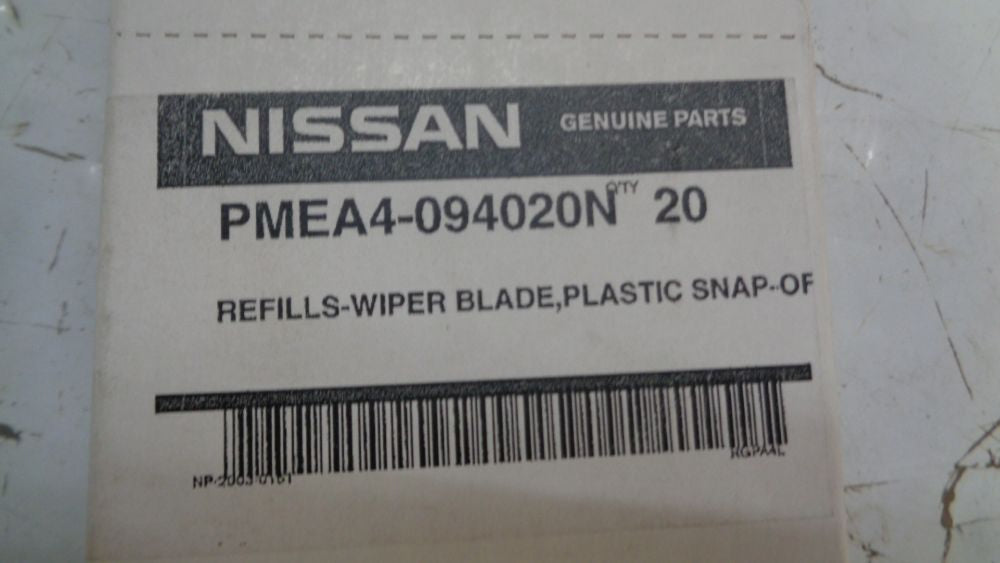 NISSAN GENUINE PARTS
PMEA4-094020N Q'TY 20
REFILLS-WIPER BLADE,PLASTIC SNAP-OF